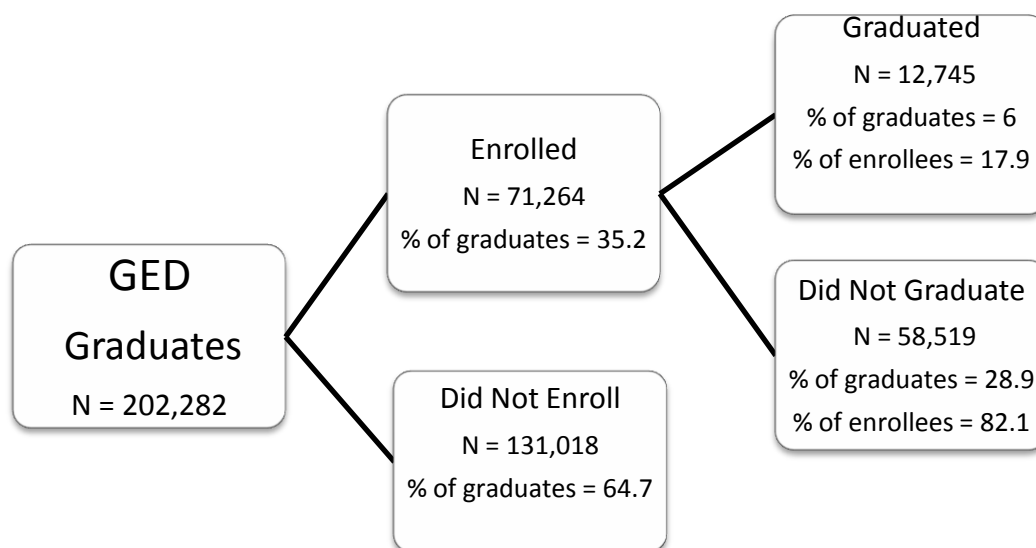 GED
Graduates
N = 202,282
Enrolled
N = 71,264
% of graduates = 35.2
Did Not Enroll
N = 131,018
% of graduates = 64.7
Graduated
N = 12,745
% of graduates = 6
% of enrollees = 17.9
Did Not Graduate
N = 58,519
% of graduates = 28.9
% of enrollees = 82.1